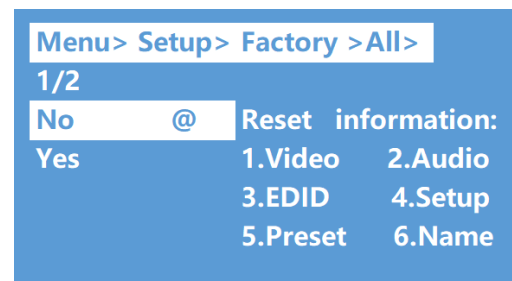 Menu> Setup> Factory >All>
1/2
No @ Reset information:
Yes 1.Video 2.Audio
3.EDID 4.Setup
5.Preset 6.Name